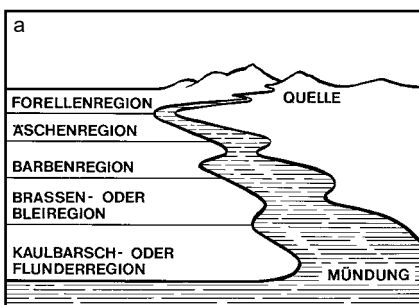 a
QUELLE
FORELLENREGION
ÄSCHENREGION
BARBENREGION
BRASSEN- ODER
BLEIREGION
KAULBARSCH- ODER
FLUNDERREGION
MÜNDUNG